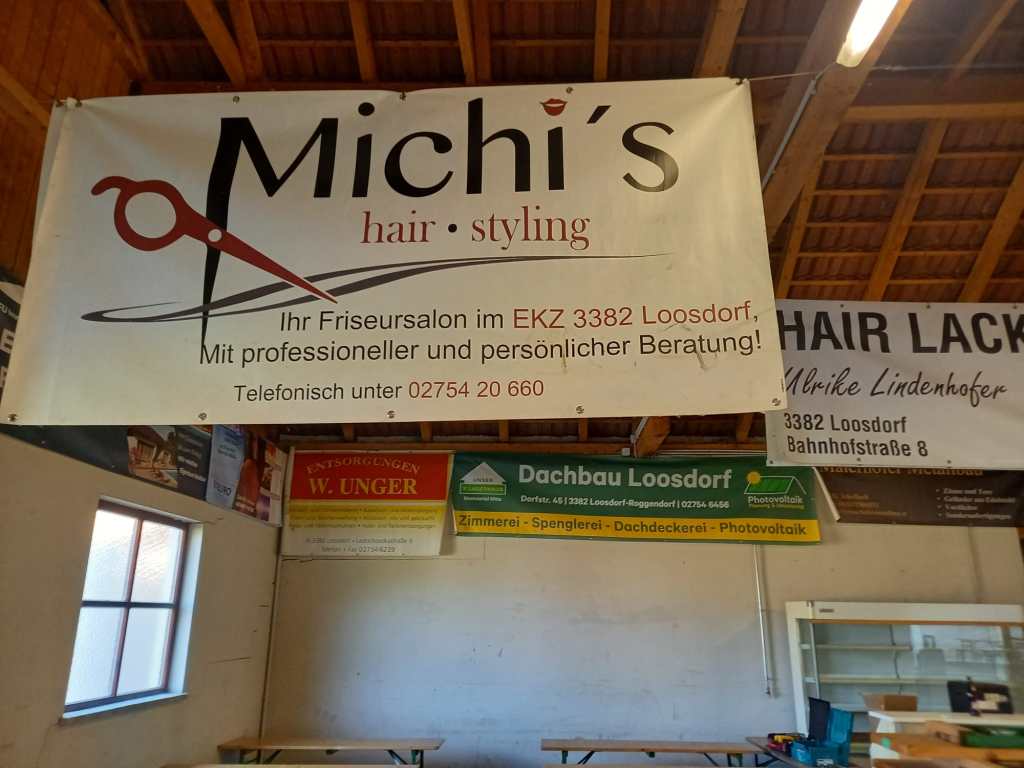 Michi´s
hair • styling
Ihr Friseursalon im EKZ 3382 Loosdorf,
Mit professioneller und persönlicher Beratung!
Telefonisch unter 02754 20 660
HAIR LACK
Ulrike Lindenhofer
3382 Loosdorf
Bahnhofstraße 8
ENTSORGUNGEN
W. UNGER
UNSER
Dachbau Loosdorf
Dorfstr. 45 | 3382 Loosdorf-Roggendorf | 02754 6456
Photovoltaik
Zimmerei - Spenglerei - Dachdeckerei - Photovoltaik